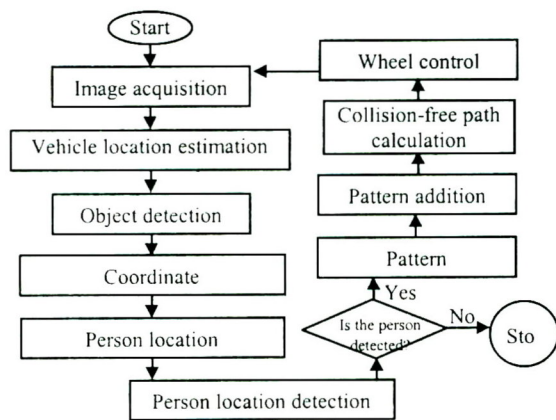 Start
Image acquisition
Vehicle location estimation
Object detection
Coordinate
Person location
Person location detection
Is the person
detected?
Yes
No
Sto
Pattern
Pattern addition
Collision-free path
calculation
Wheel control